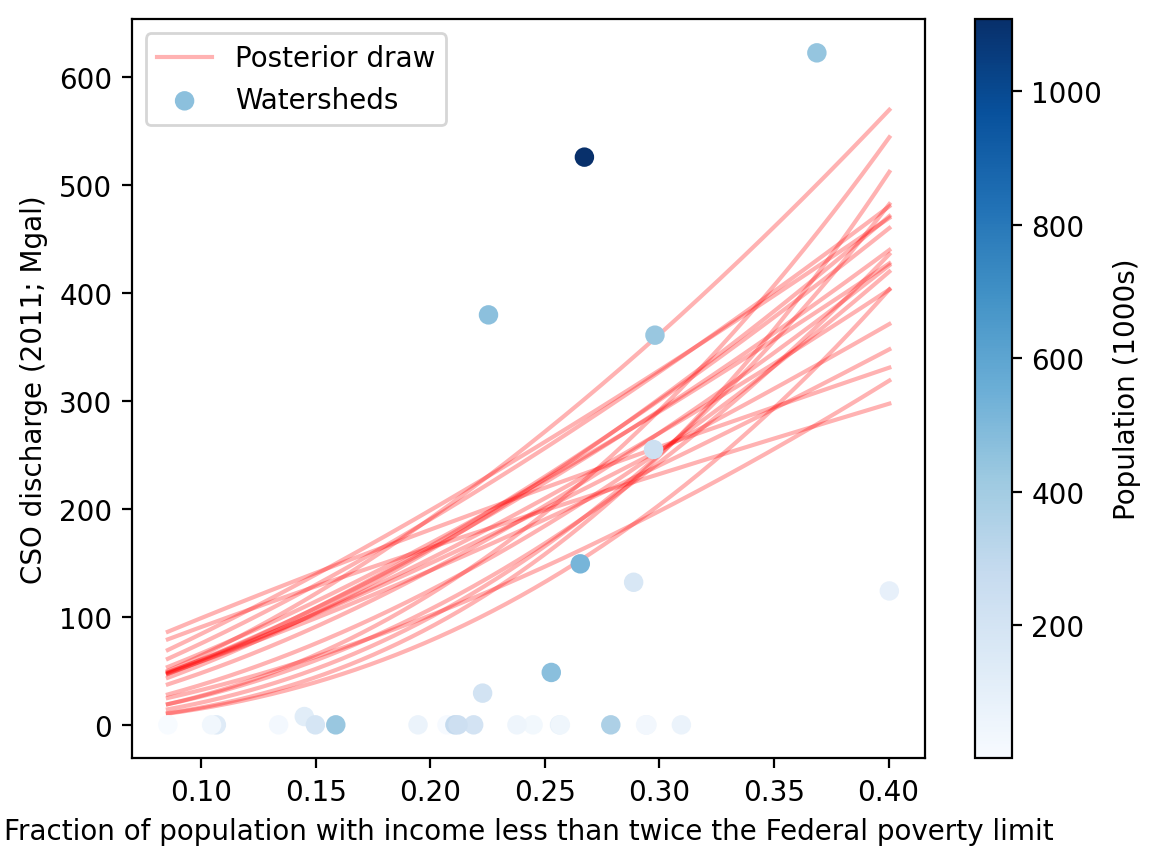 Posterior draw
Watersheds
CSO discharge (2011; Mgal)
600
500
400
300
200
100
0
0.10 0.15 0.20 0.25 0.30 0.35 0.40
Fraction of population with income less than twice the Federal poverty limit
1000
800
600
400
200
Population (1000s)